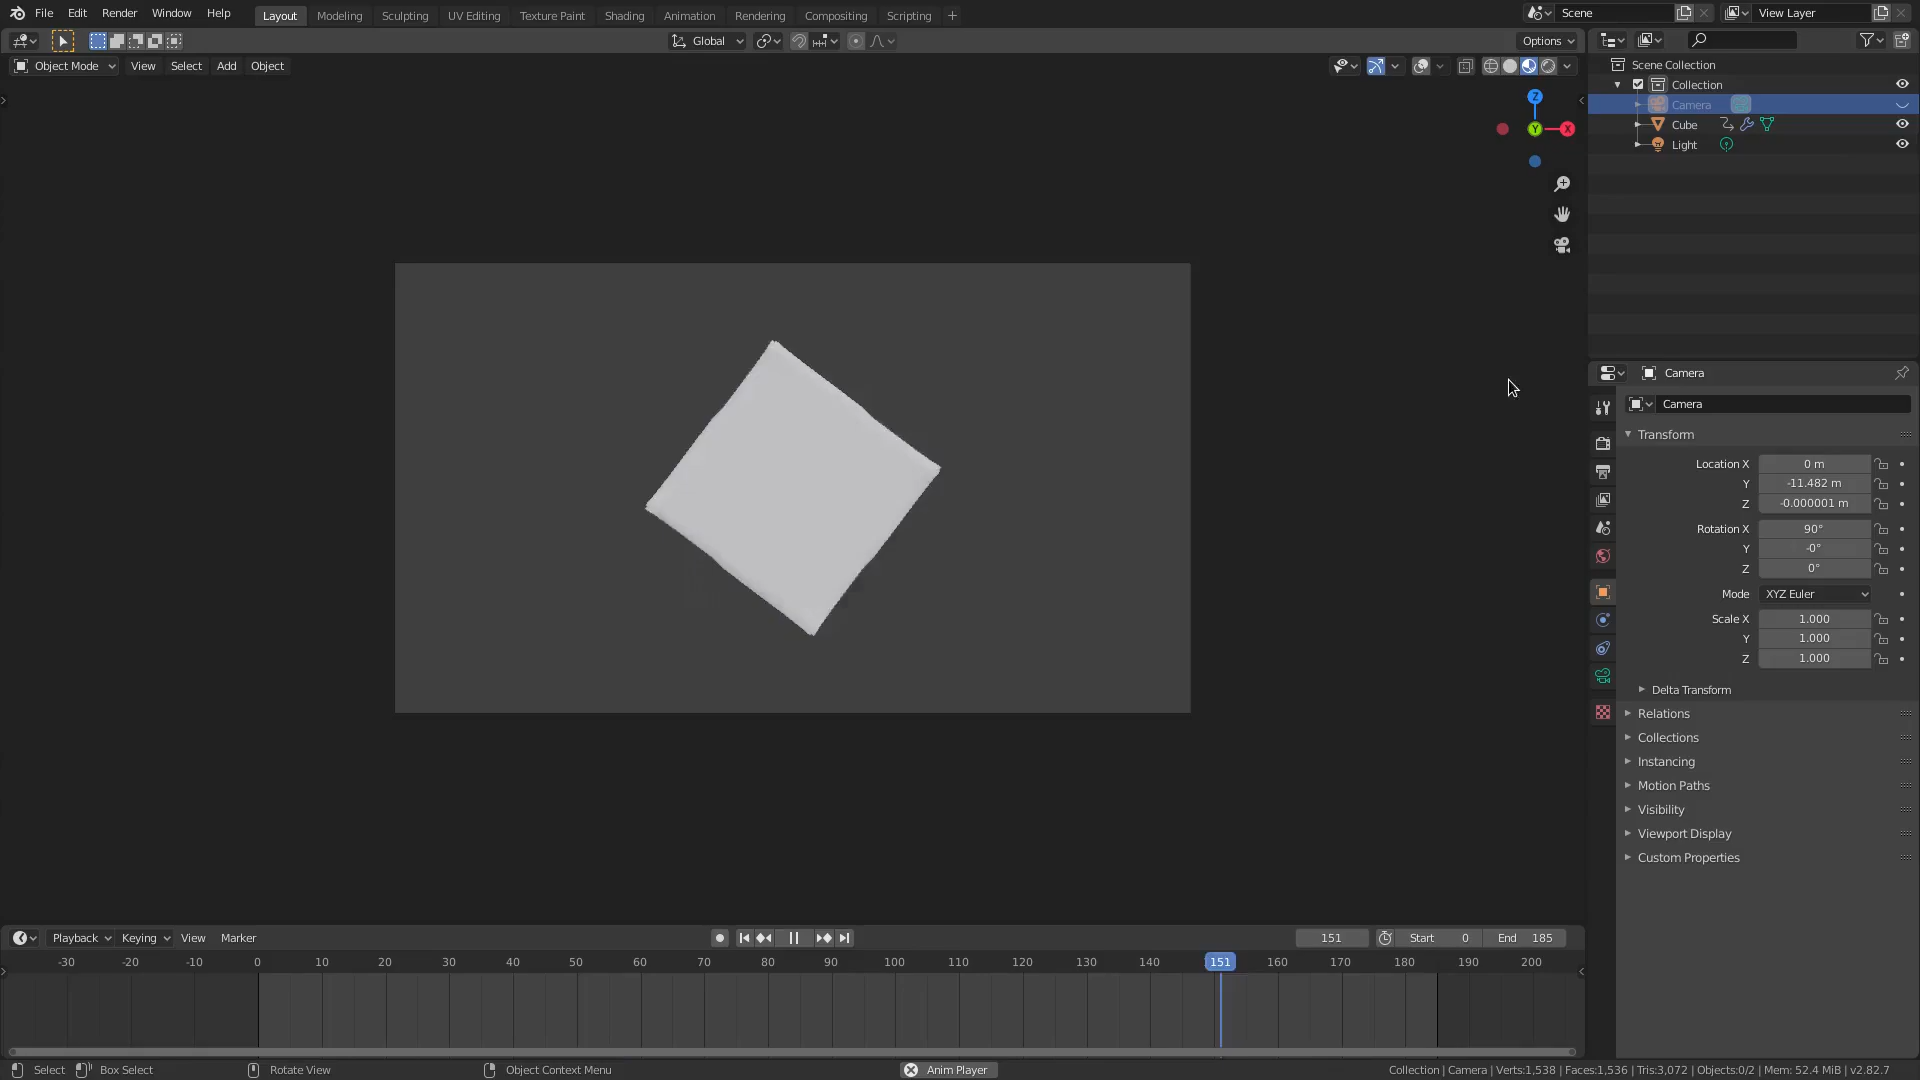 File Edit Render Window Help Layout Modeling Sculpting UV Editing Texture Paint Shading Animation Rendering Compositing Scripting + Scene View Layer
Global Options
Object Mode View Select Add Object
Z
Y X
Scene Collection
Collection
Camera
Cube
Light
Camera
Camera
Transform
Location X 0 m
Y -11.482 m
Z -0.000001 m
Rotation X 90°
Y -0°
Z 0°
Mode XYZ Euler
Scale X 1.000
Y 1.000
Z 1.000
Delta Transform
Relations
Collections
Instancing
Motion Paths
Visibility
Viewport Display
Custom Properties
Playback Keying View Marker 151 Start 0 End 185
-30 -20 -10 0 10 20 30 40 50 60 70 80 90 100 110 120 130 140 151 160 170 180 190 200
Select Box Select Rotate View Object Context Menu Anim Player Collection | Camera | Verts:1,538 | Faces:1,536 | Tris:3,072 | Objects:0/2 | Mem: 52.4 MiB | v2.82.7